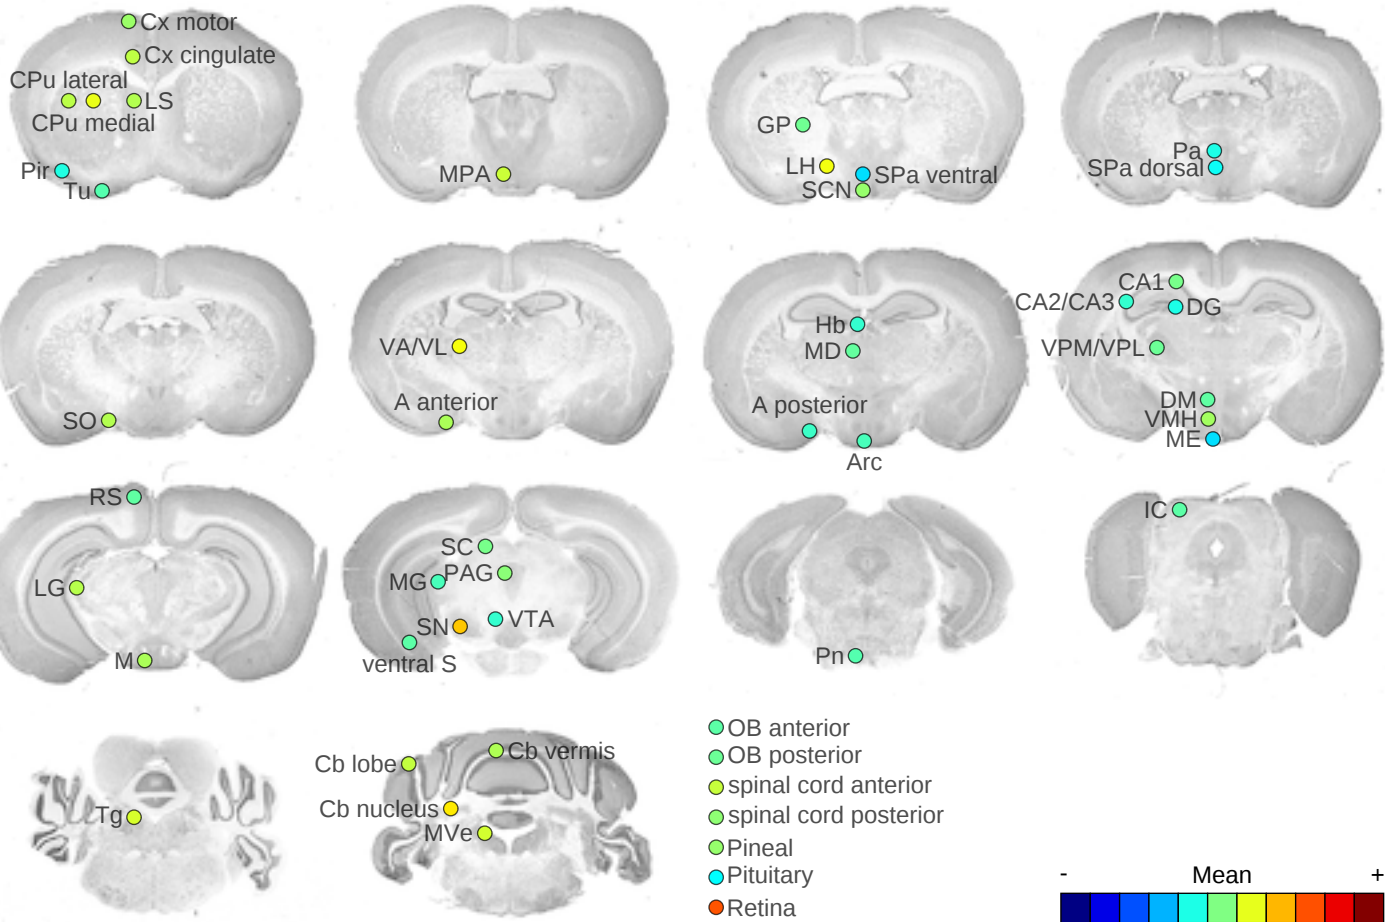 Cx motor
Cx cingulate
CPu lateral
LS
CPu medial
Pir
Tu
MPA
GP
LH
SPa ventral
SCN
Pa
SPa dorsal
SO
VA/VL
A anterior
Hb
MD
A posterior
Arc
CA1
CA2/CA3
DG
VPM/VPL
DM
VMH
ME
RS
LG
M
SC
MG
PAG
SN
VTA
ventral S
Pn
IC
Tg
Cb lobe
Cb vermis
Cb nucleus
MVe
OB anterior
OB posterior
spinal cord anterior
spinal cord posterior
Pineal
Pituitary
Retina
- Mean +